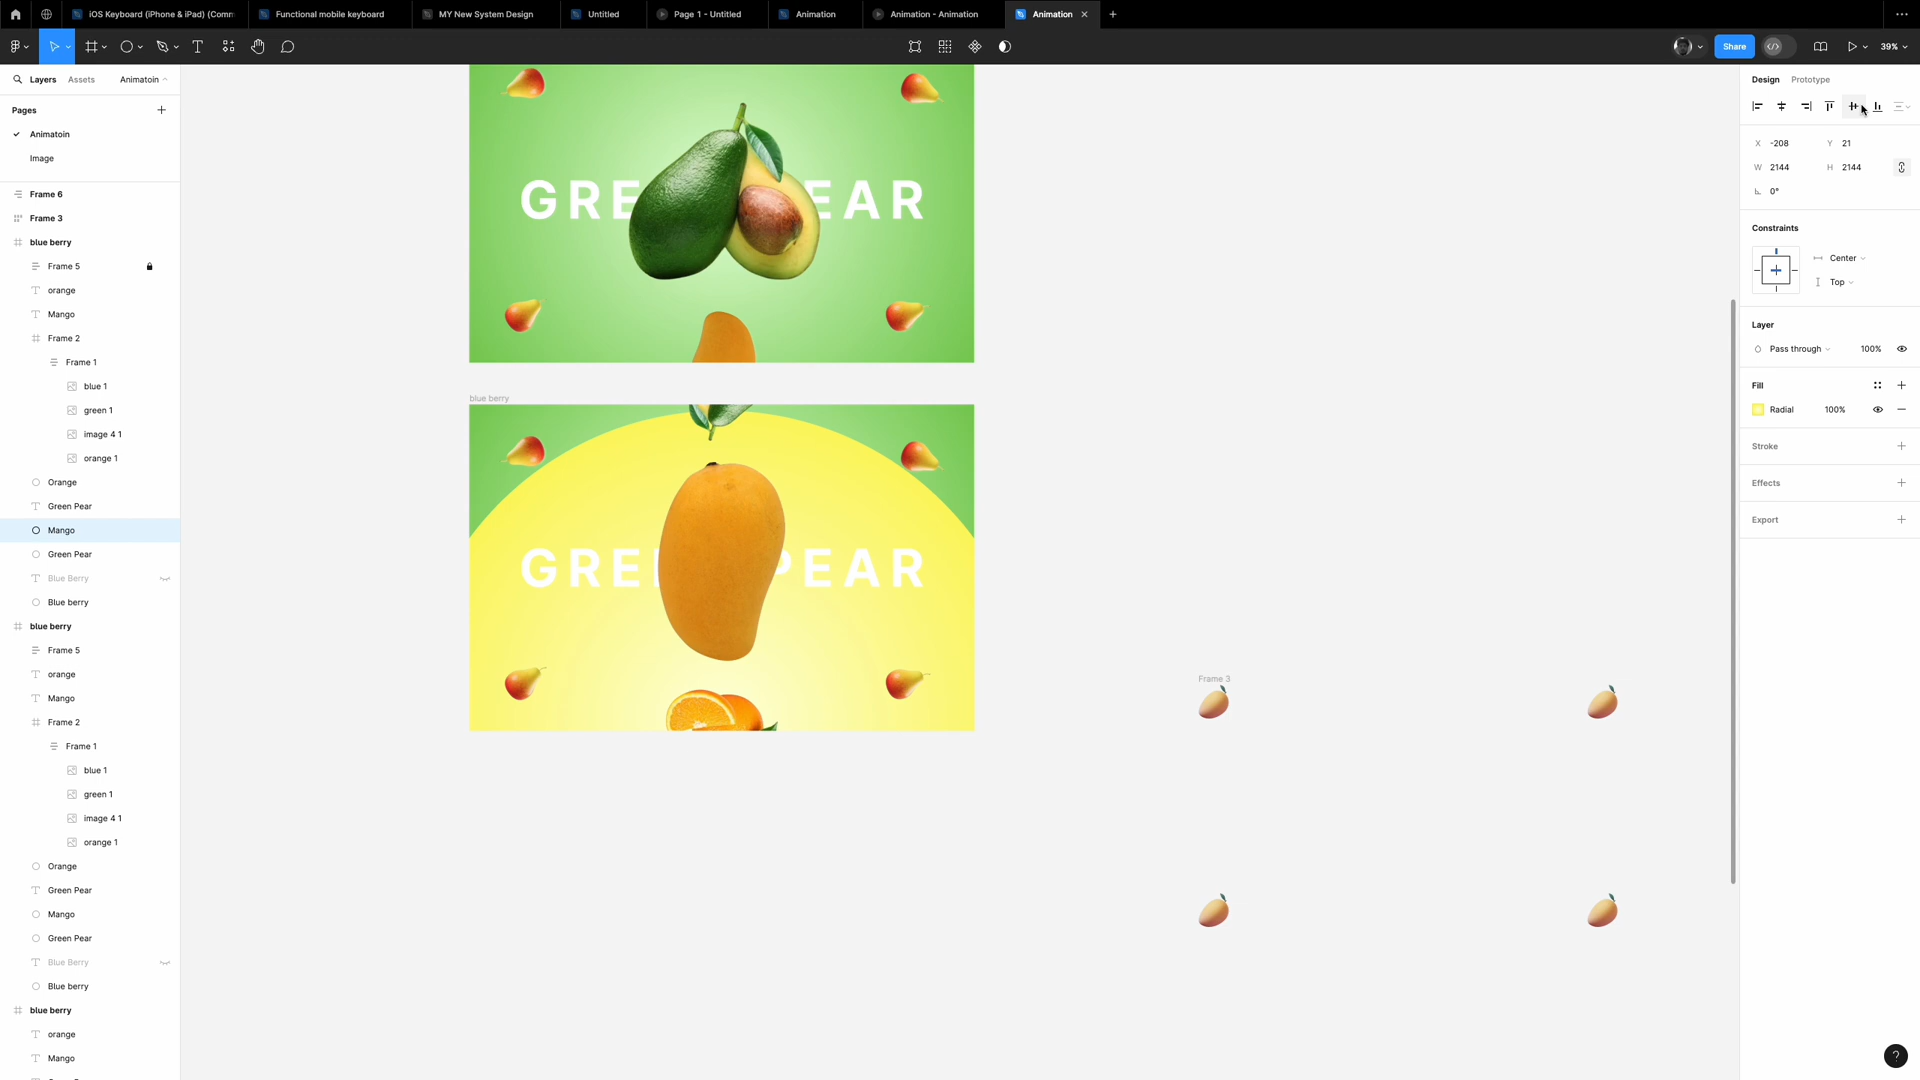 iOS Keyboard (iPhone & iPad) (Comm
Functional mobile keyboard
MY New System Design
Untitled
Page 1 - Untitled
Animation
Animation - Animation
Animation
Share
39%
Layers
Assets
Animatoin
Pages
Animatoin
Image
Frame 6
Frame 3
blue berry
Frame 5
orange
Mango
Frame 2
Frame 1
blue 1
green 1
image 4 1
orange 1
Orange
Green Pear
Mango
Green Pear
Blue Berry
Blue berry
blue berry
Frame 5
orange
Mango
Frame 2
Frame 1
blue 1
green 1
image 4 1
orange 1
Orange
Green Pear
Mango
Green Pear
Blue Berry
Blue berry
blue berry
orange
Mango
GRE EAR
blue berry
GREE PEAR
Frame 3
Design
Prototype
X -208 Y 21
W 2144 H 2144
0°
Constraints
Center
Top
Layer
Pass through 100%
Fill
Radial 100%
Stroke
Effects
Export
?